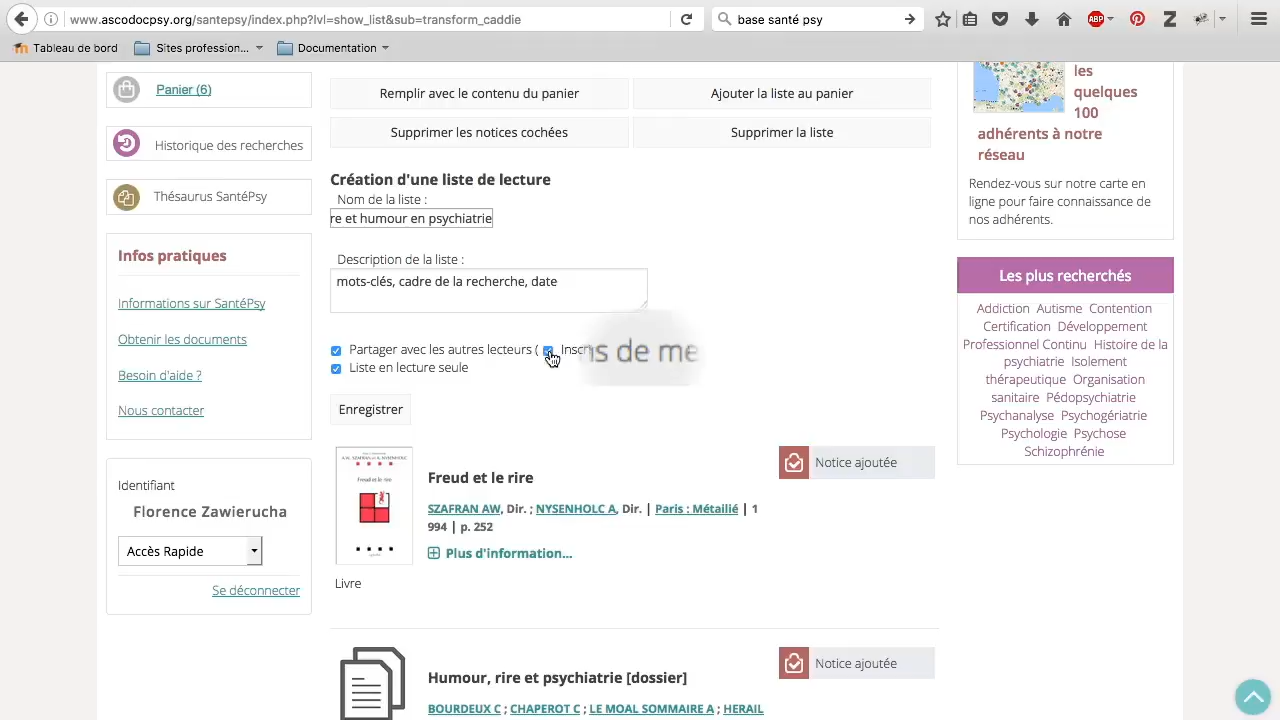 www.ascodocpsy.org/santepsy/index.php?lvl=show_list&sub=transform_caddie
base santé psy
ABP
Tableau de bord
Sites profession...
Documentation
Panier (6)
Historique des recherches
Thésaurus SantéPsy
Infos pratiques
Informations sur SantéPsy
Obtenir les documents
Besoin d'aide ?
Nous contacter
Identifiant
Florence Zawierucha
Accès Rapide
Se déconnecter
Remplir avec le contenu du panier
Ajouter la liste au panier
Supprimer les notices cochées
Supprimer la liste
Création d'une liste de lecture
Nom de la liste :
re et humour en psychiatrie
Description de la liste :
mots-clés, cadre de la recherche, date
Partager avec les autres lecteurs ( Inscr
ns de me
Liste en lecture seule
Enregistrer
Freud et le rire
Notice ajoutée
SZAFRAN AW, Dir. ; NYSENHOLC A, Dir. | Paris : Métailié | 1
994 | p. 252
Plus d'information...
Livre
Humour, rire et psychiatrie [dossier]
Notice ajoutée
BOURDEUX C ; CHAPEROT C ; LE MOAL SOMMAIRE A ; HERAIL
les
quelques
100
adhérents à notre
réseau
Rendez-vous sur notre carte en
ligne pour faire connaissance de
nos adhérents.
Les plus recherchés
Addiction Autisme Contention
Certification Développement
Professionnel Continu Histoire de la
psychiatrie Isolement
thérapeutique Organisation
sanitaire Pédopsychiatrie
Psychanalyse Psychogériatrie
Psychologie Psychose
Schizophrénie